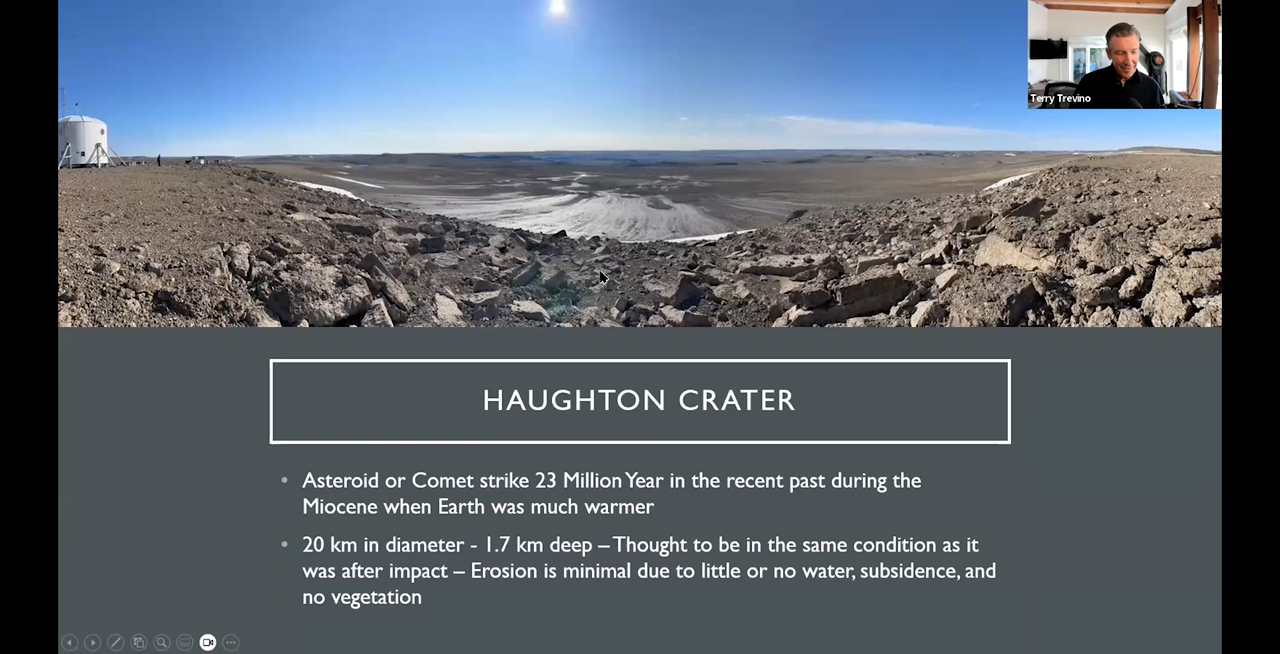 Terry Trevino
HAUGHTON CRATER
• Asteroid or Comet strike 23 Million Year in the recent past during the
Miocene when Earth was much warmer
• 20 km in diameter - 1.7 km deep – Thought to be in the same condition as it
was after impact – Erosion is minimal due to little or no water, subsidence, and
no vegetation